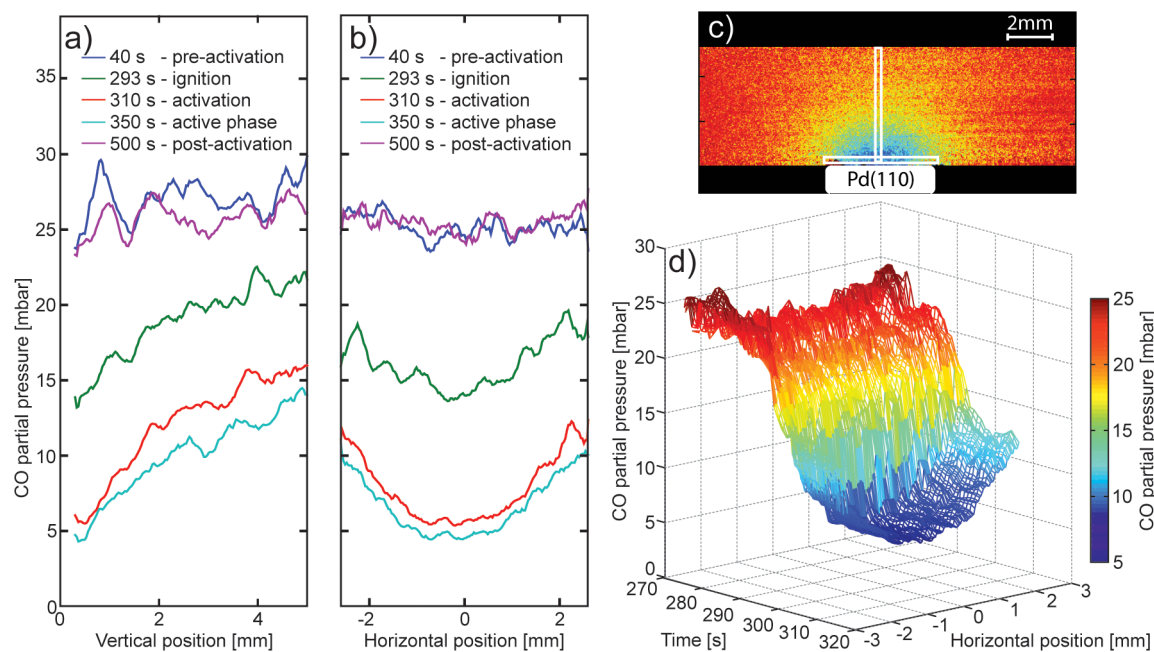 a)
40 s - pre-activation
293 s - ignition
310 s - activation
350 s - active phase
500 s - post-activation
35
30
25
20
15
10
5
0
CO partial pressure [mbar]
0 2 4
Vertical position [mm]
b)
40 s - pre-activation
293 s - ignition
310 s - activation
350 s - active phase
500 s - post-activation
-2 0 2
Horizontal position [mm]
c)
2mm
Pd(110)
d)
30
25
20
15
10
5
0
CO partial pressure [mbar]
270
280
290
300
310
320
Time [s]
-3
-2
-1
0
1
2
3
Horizontal position [mm]
25
20
15
10
5
CO partial pressure [mbar]